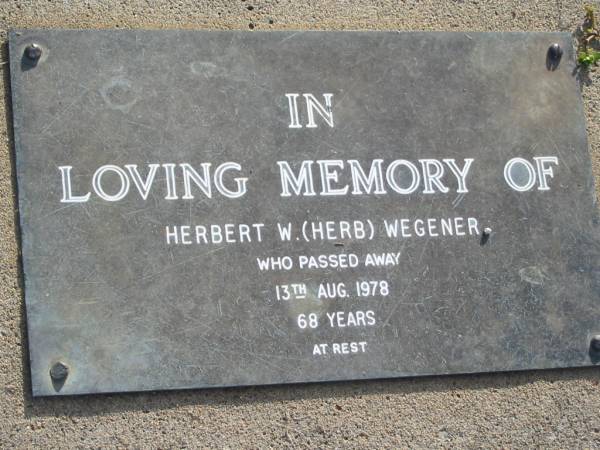 IN
LOVING MEMORY OF
HERBERT W. (HERB) WEGENER
WHO PASSED AWAY
13TH AUG. 1978
68 YEARS
AT REST